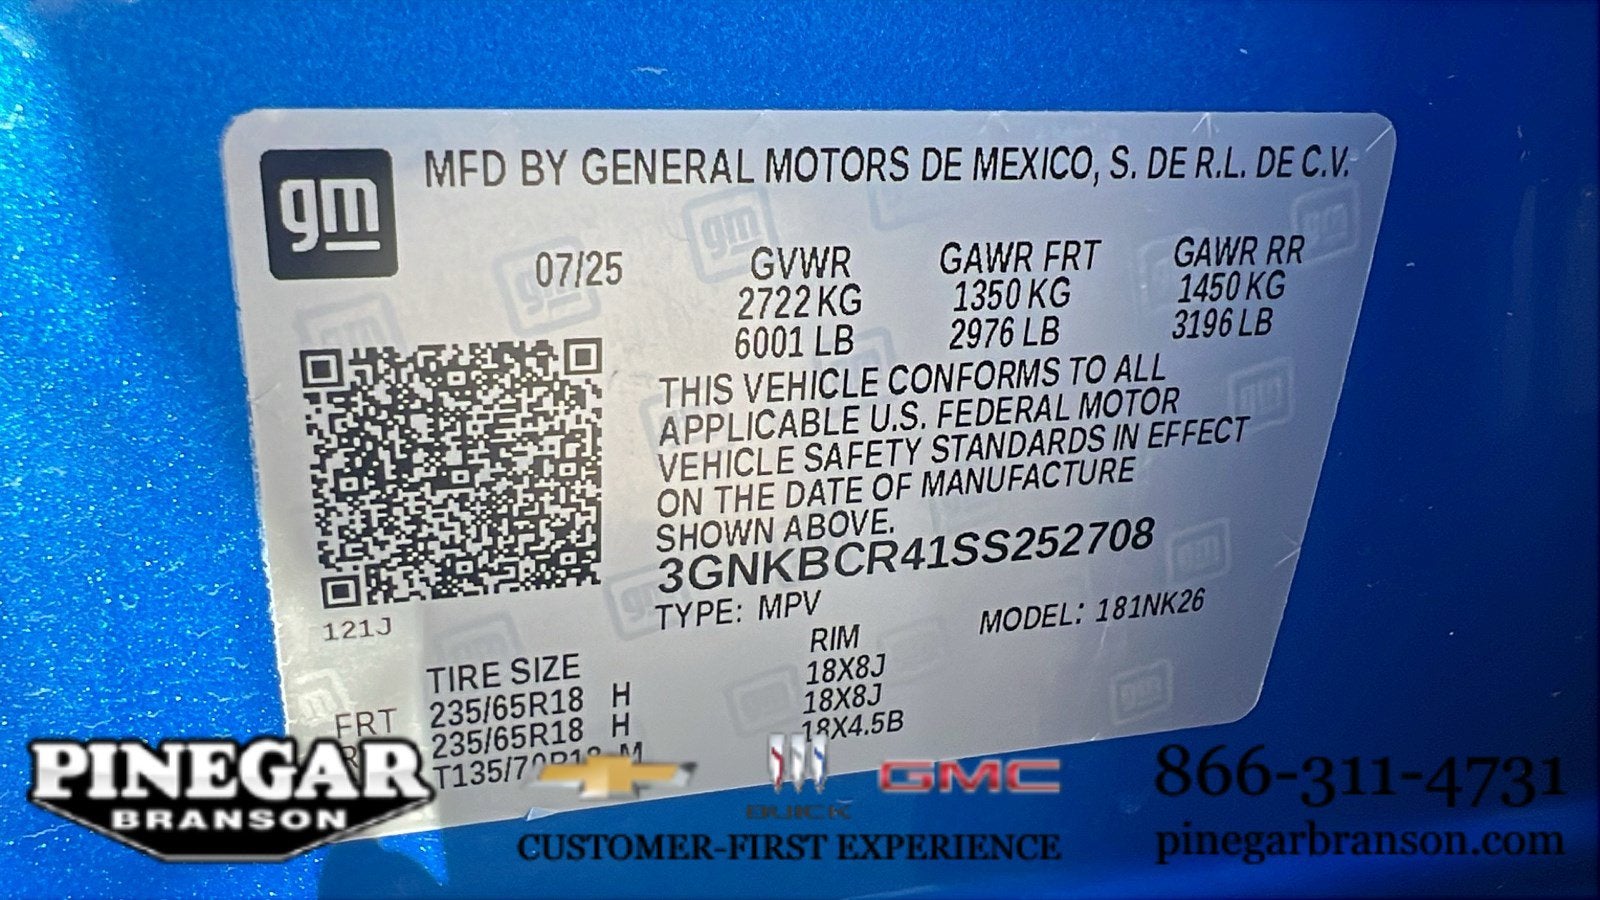 gm
MFD BY GENERAL MOTORS DE MEXICO, S. DE R.L. DE C.V.
07/25 GVWR GAWR FRT GAWR RR
2722 KG 1350 KG 1450 KG
6001 LB 2976 LB 3196 LB
THIS VEHICLE CONFORMS TO ALL
APPLICABLE U.S. FEDERAL MOTOR
VEHICLE SAFETY STANDARDS IN EFFECT
ON THE DATE OF MANUFACTURE
SHOWN ABOVE.
3GNKBCR41SS252708
TYPE: MPV MODEL: 181NK26
121J
TIRE SIZE RIM
FRT 235/65R18 H 18X8J
235/65R18 H 18X8J
T135/70R18 M 18X4.5B
PINEGAR
BRANSON
BUICK
GMC
CUSTOMER-FIRST EXPERIENCE
866-311-4731
pinegarbranson.com